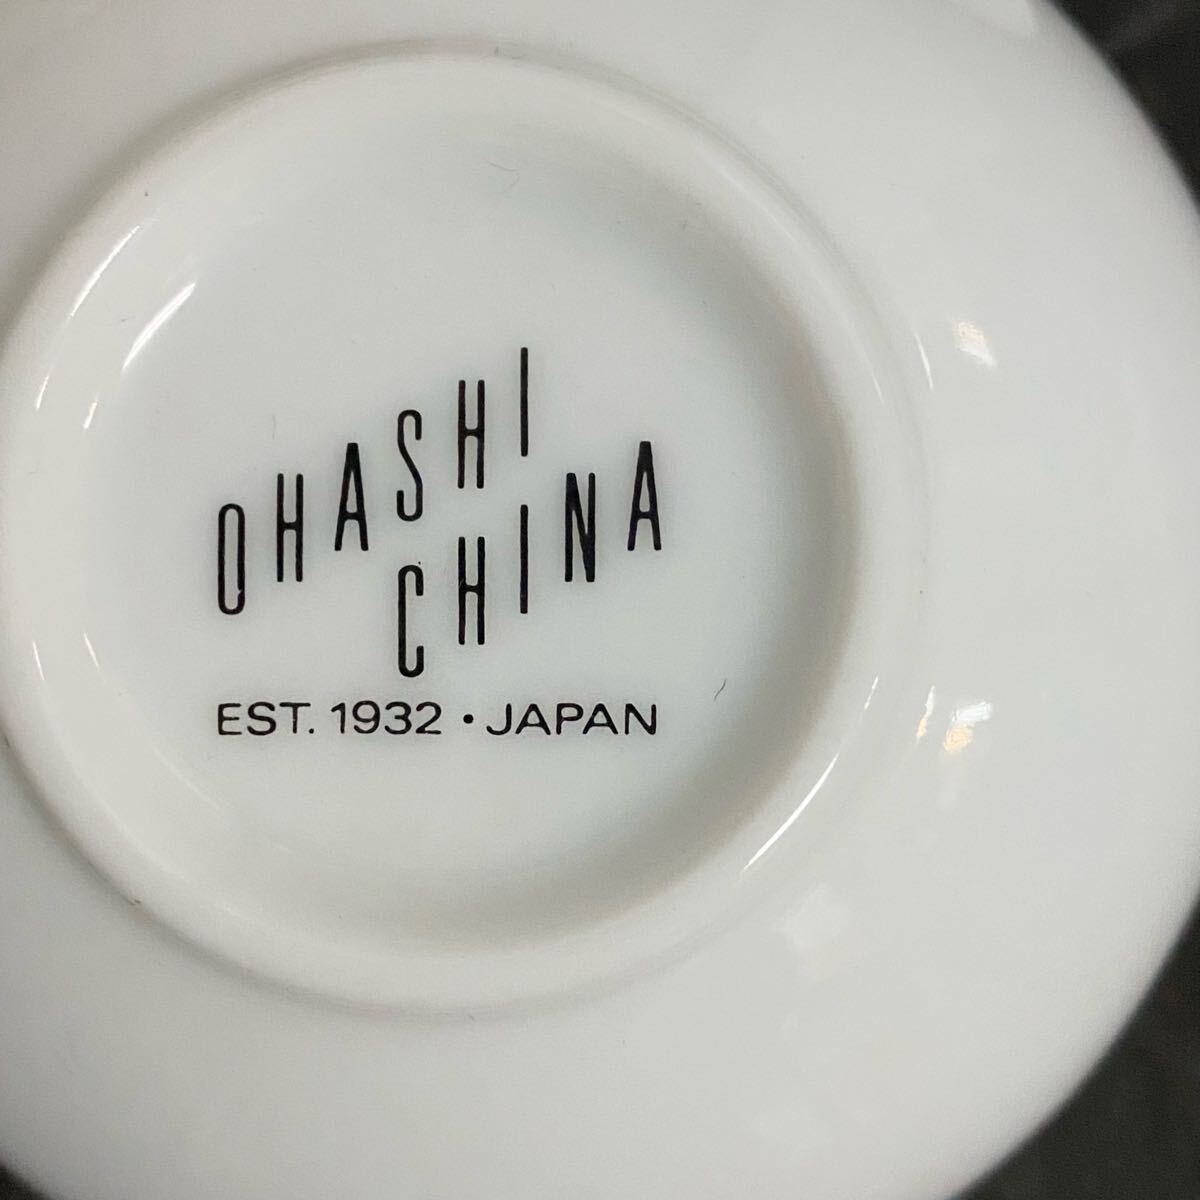 OHASHI
CHINA
EST. 1932 · JAPAN